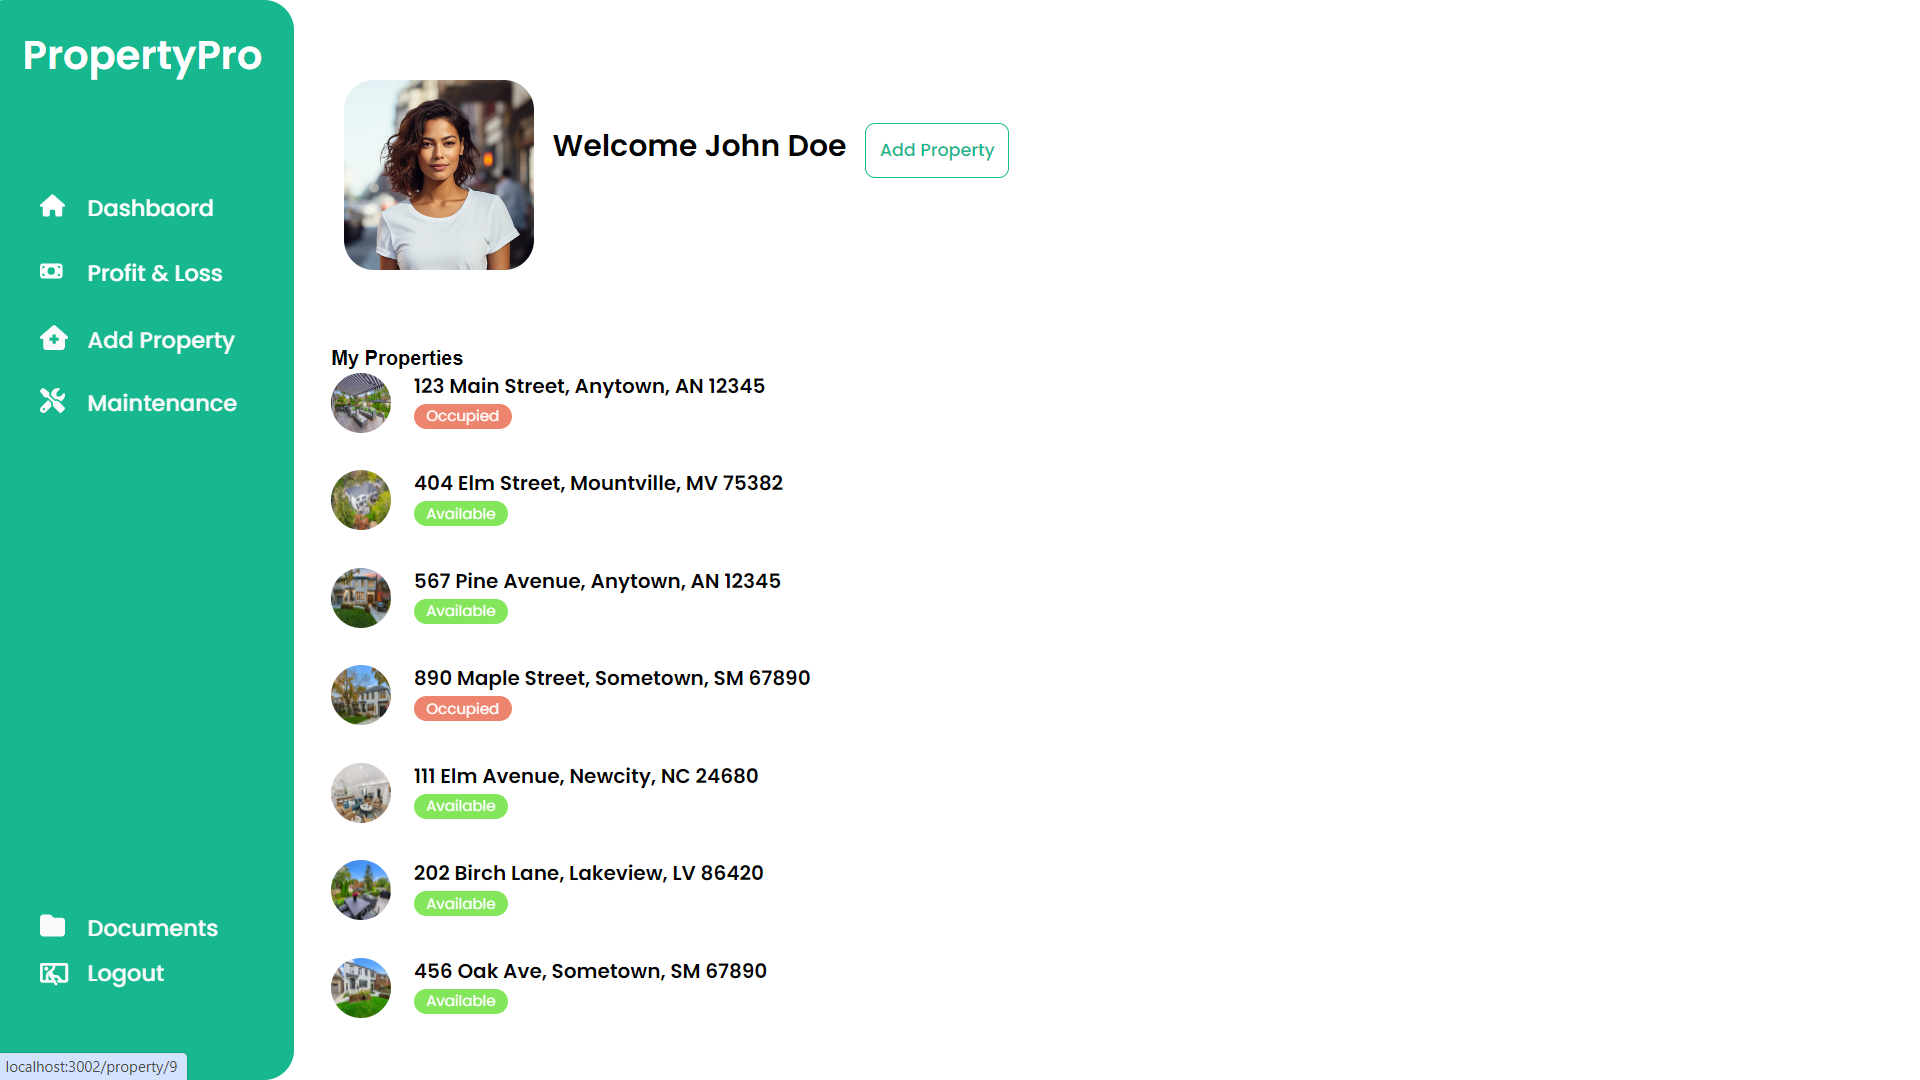 PropertyPro
Dashbaord
Profit & Loss
Add Property
Maintenance
Documents
Logout
Welcome John Doe
Add Property
My Properties
123 Main Street, Anytown, AN 12345
Occupied
404 Elm Street, Mountville, MV 75382
Available
567 Pine Avenue, Anytown, AN 12345
Available
890 Maple Street, Sometown, SM 67890
Occupied
111 Elm Avenue, Newcity, NC 24680
Available
202 Birch Lane, Lakeview, LV 86420
Available
456 Oak Ave, Sometown, SM 67890
Available
localhost:3002/property/9